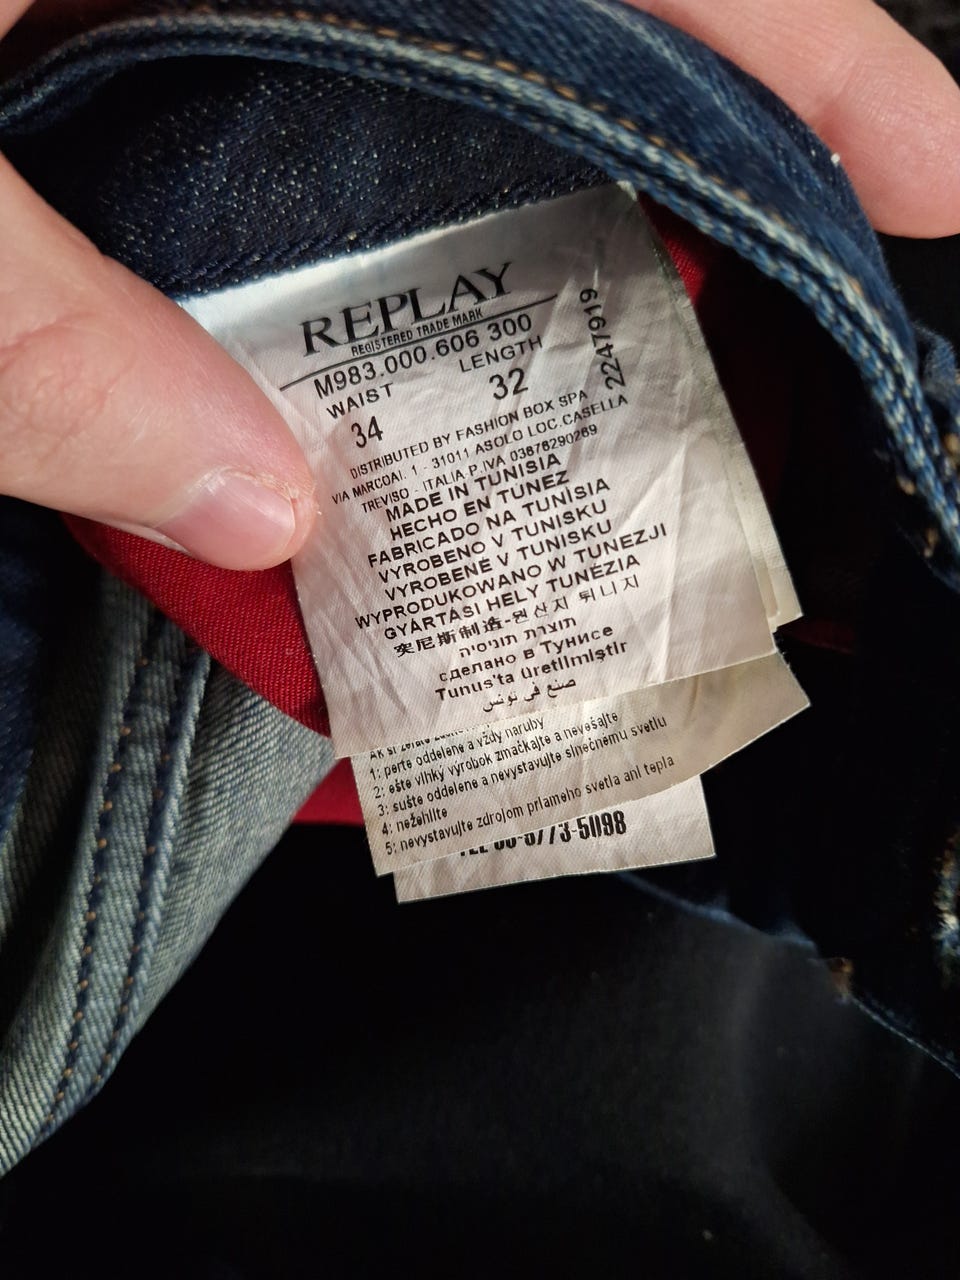 REPLAY
REGISTERED TRADE MARK
M983.000.606 300
WAIST LENGTH
34 32
2247919
DISTRIBUTED BY FASHION BOX SPA
VIA MARCOAI. 1 - 31011 ASOLO LOC.CASELLA
TREVISO - ITALIA P.IVA 03678290269
MADE IN TUNISIA
HECHO EN TUNEZ
FABRICADO NA TUNÍSIA
VYROBENO V TUNISKU
VYROBENÉ V TUNISKU
WYPRODUKOWANO W TUNEZJI
GYÁRTÁSI HELY TUNÉZIA
突尼斯制造-원산지 튀니지
תוצרת תוניסיה
сделано в Тунисе
Tunus'ta üretilmiştir
صنع في تونس
1: perte oddelene a vždy naruby
2: ešte vlhký výrobok zmačkajte a nevešajte
3: sušte oddelene a nevystavujte slnečnému svetlu
4: nežehlite
5: nevystavujte zdrojom priameho svetla ani tepla